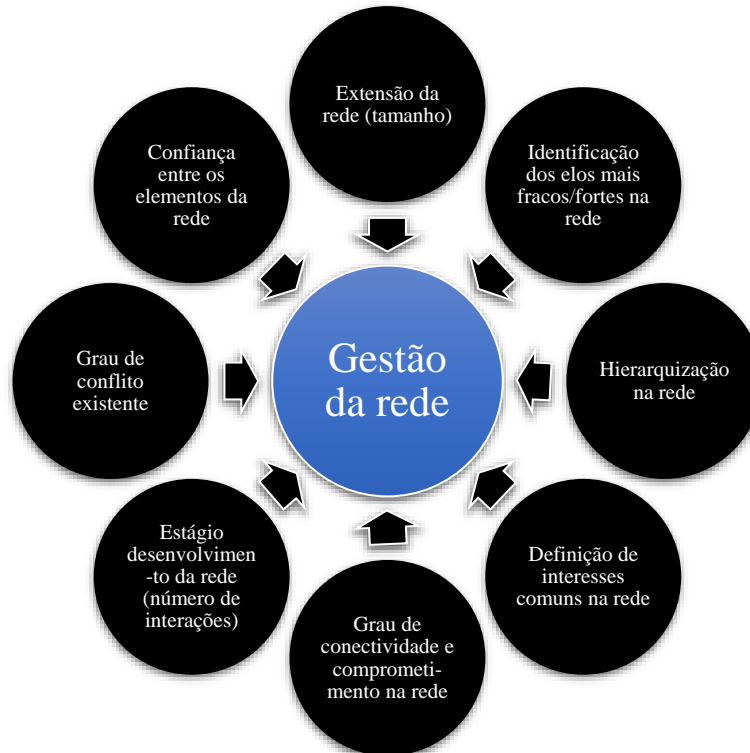 Extensão da
rede (tamanho)
Identificação
dos elos mais
fracos/fortes na
rede
Hierarquização
na rede
Definição de
interesses
comuns na rede
Grau de
conectividade e
comprometi-
mento na rede
Estágio
desenvolvimen
-to da rede
(número de
interações)
Grau de
conflito
existente
Confiança
entre os
elementos da
rede
Gestão
da rede